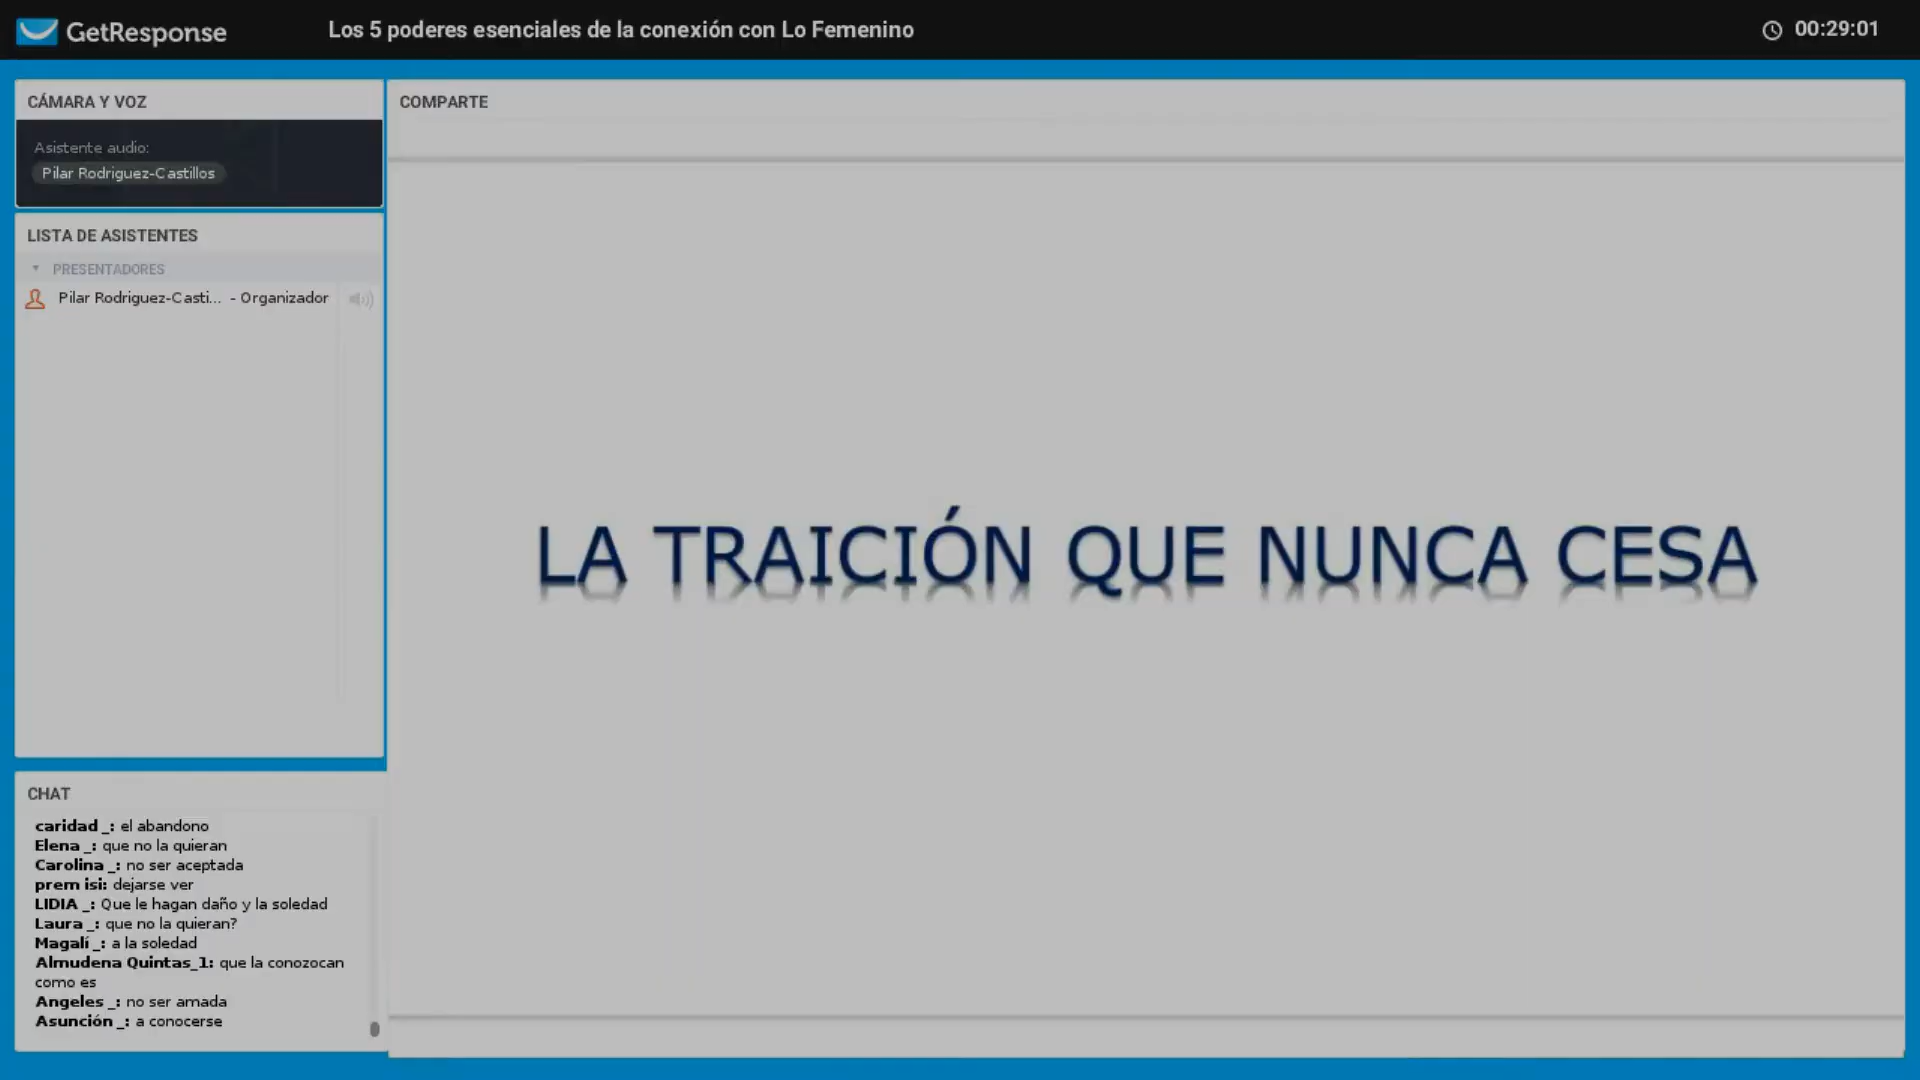 GetResponse
Los 5 poderes esenciales de la conexión con Lo Femenino
00:29:01
CÁMARA Y VOZ
Asistente audio:
Pilar Rodriguez-Castillos
LISTA DE ASISTENTES
PRESENTADORES
Pilar Rodriguez-Casti... - Organizador
CHAT
caridad _: el abandono
Elena _: que no la quieran
Carolina _: no ser aceptada
prem isi: dejarse ver
LIDIA _: Que le hagan daño y la soledad
Laura _: que no la quieran?
Magalí _: a la soledad
Almudena Quintas_1: que la conozocan
como es
Angeles _: no ser amada
Asunción _: a conocerse
COMPARTE
LA TRAICIÓN QUE NUNCA CESA